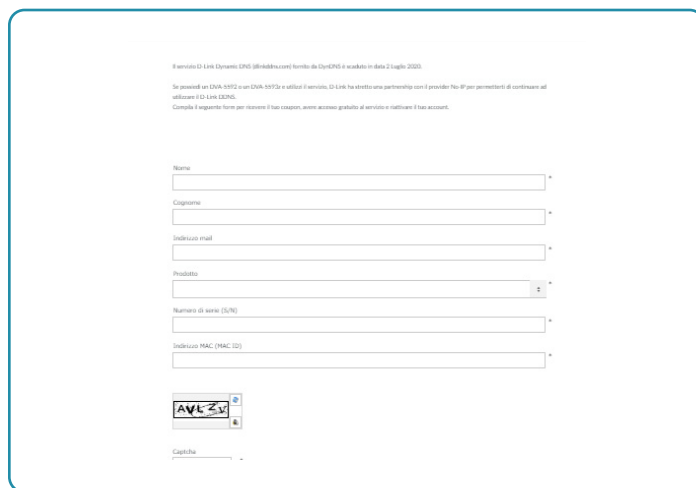 Il servizio D-Link Dynamic DNS (dlinkddns.com) fornito da DynDNS è scaduto in data 2 Luglio 2020.
Se possiedi un DVA-5592 o un DVA-5593z e utilizzi il servizio, D-Link ha stretto una partnership con il provider No-IP per permetterti di continuare ad
utilizzare il D-Link DDNS.
Compila il seguente form per ricevere il tuo coupon, avere accesso gratuito al servizio e riattivare il tuo account.
Nome
*
Cognome
*
Indirizzo mail
*
Prodotto
*
Numero di serie (S/N)
*
Indirizzo MAC (MAC ID)
*
Captcha